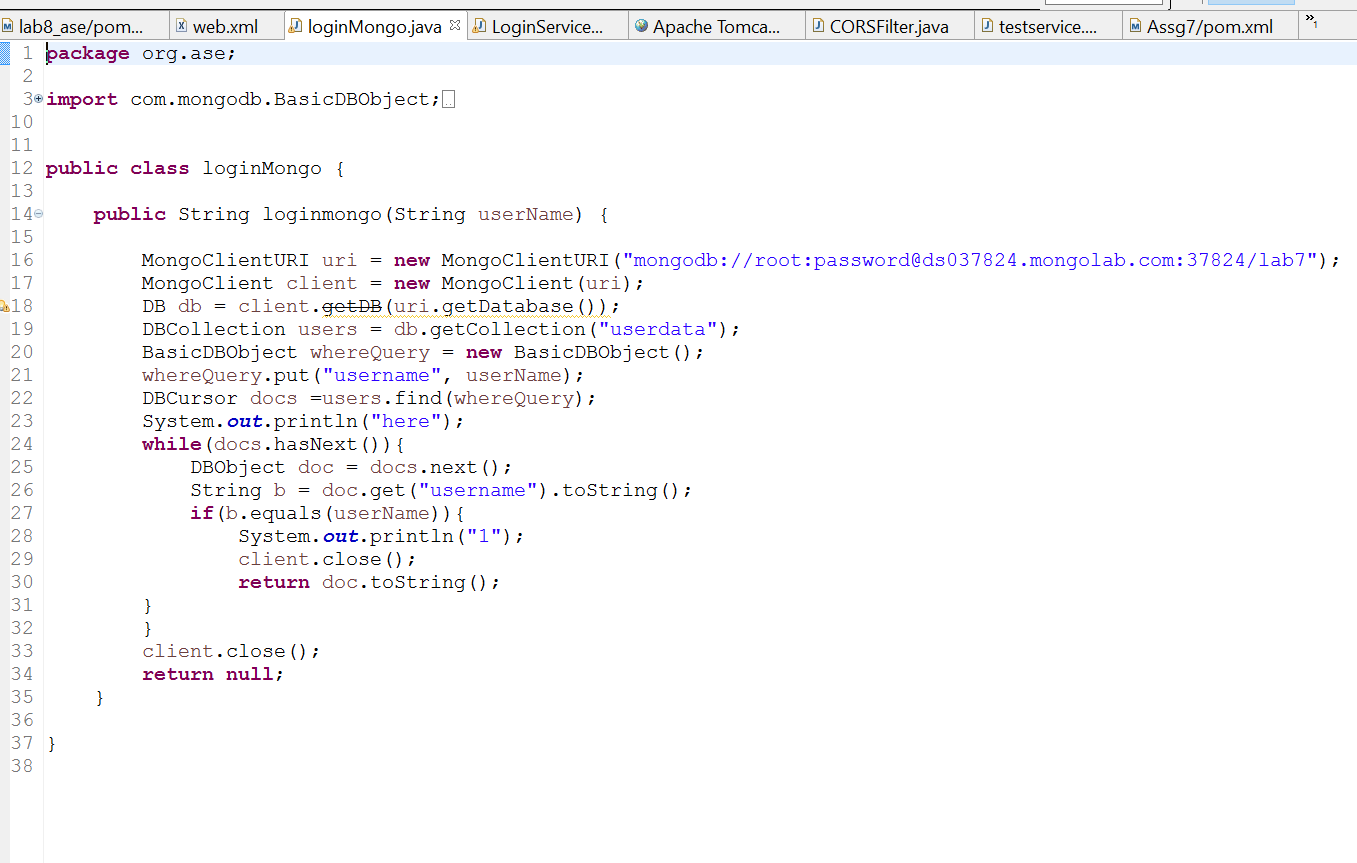 lab8_ase/pom... web.xml loginMongo.java LoginService... Apache Tomca... CORSFilter.java testservice.... Assg7/pom.xml »1
1 package org.ase;
2
3 import com.mongodb.BasicDBObject;
10
11
12 public class loginMongo {
13
14     public String loginmongo(String userName) {
15
16         MongoClientURI uri = new MongoClientURI("mongodb://root:password@ds037824.mongolab.com:37824/lab7");
17         MongoClient client = new MongoClient(uri);
18         DB db = client.getDB(uri.getDatabase());
19         DBCollection users = db.getCollection("userdata");
20         BasicDBObject whereQuery = new BasicDBObject();
21         whereQuery.put("username", userName);
22         DBCursor docs =users.find(whereQuery);
23         System.out.println("here");
24         while(docs.hasNext()){
25             DBObject doc = docs.next();
26             String b = doc.get("username").toString();
27             if(b.equals(userName)){
28                 System.out.println("1");
29                 client.close();
30                 return doc.toString();
31         }
32         }
33         client.close();
34         return null;
35     }
36
37 }
38